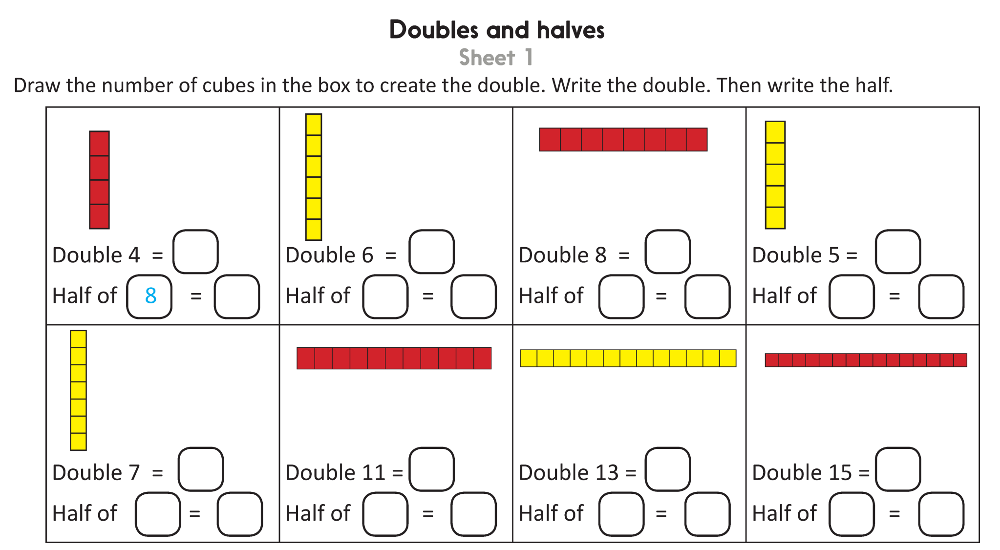 Doubles and halves
Sheet 1
Draw the number of cubes in the box to create the double. Write the double. Then write the half.
Double 4 =
Half of 8 =
Double 6 =
Half of =
Double 8 =
Half of =
Double 5 =
Half of =
Double 7 =
Half of =
Double 11 =
Half of =
Double 13 =
Half of =
Double 15 =
Half of =